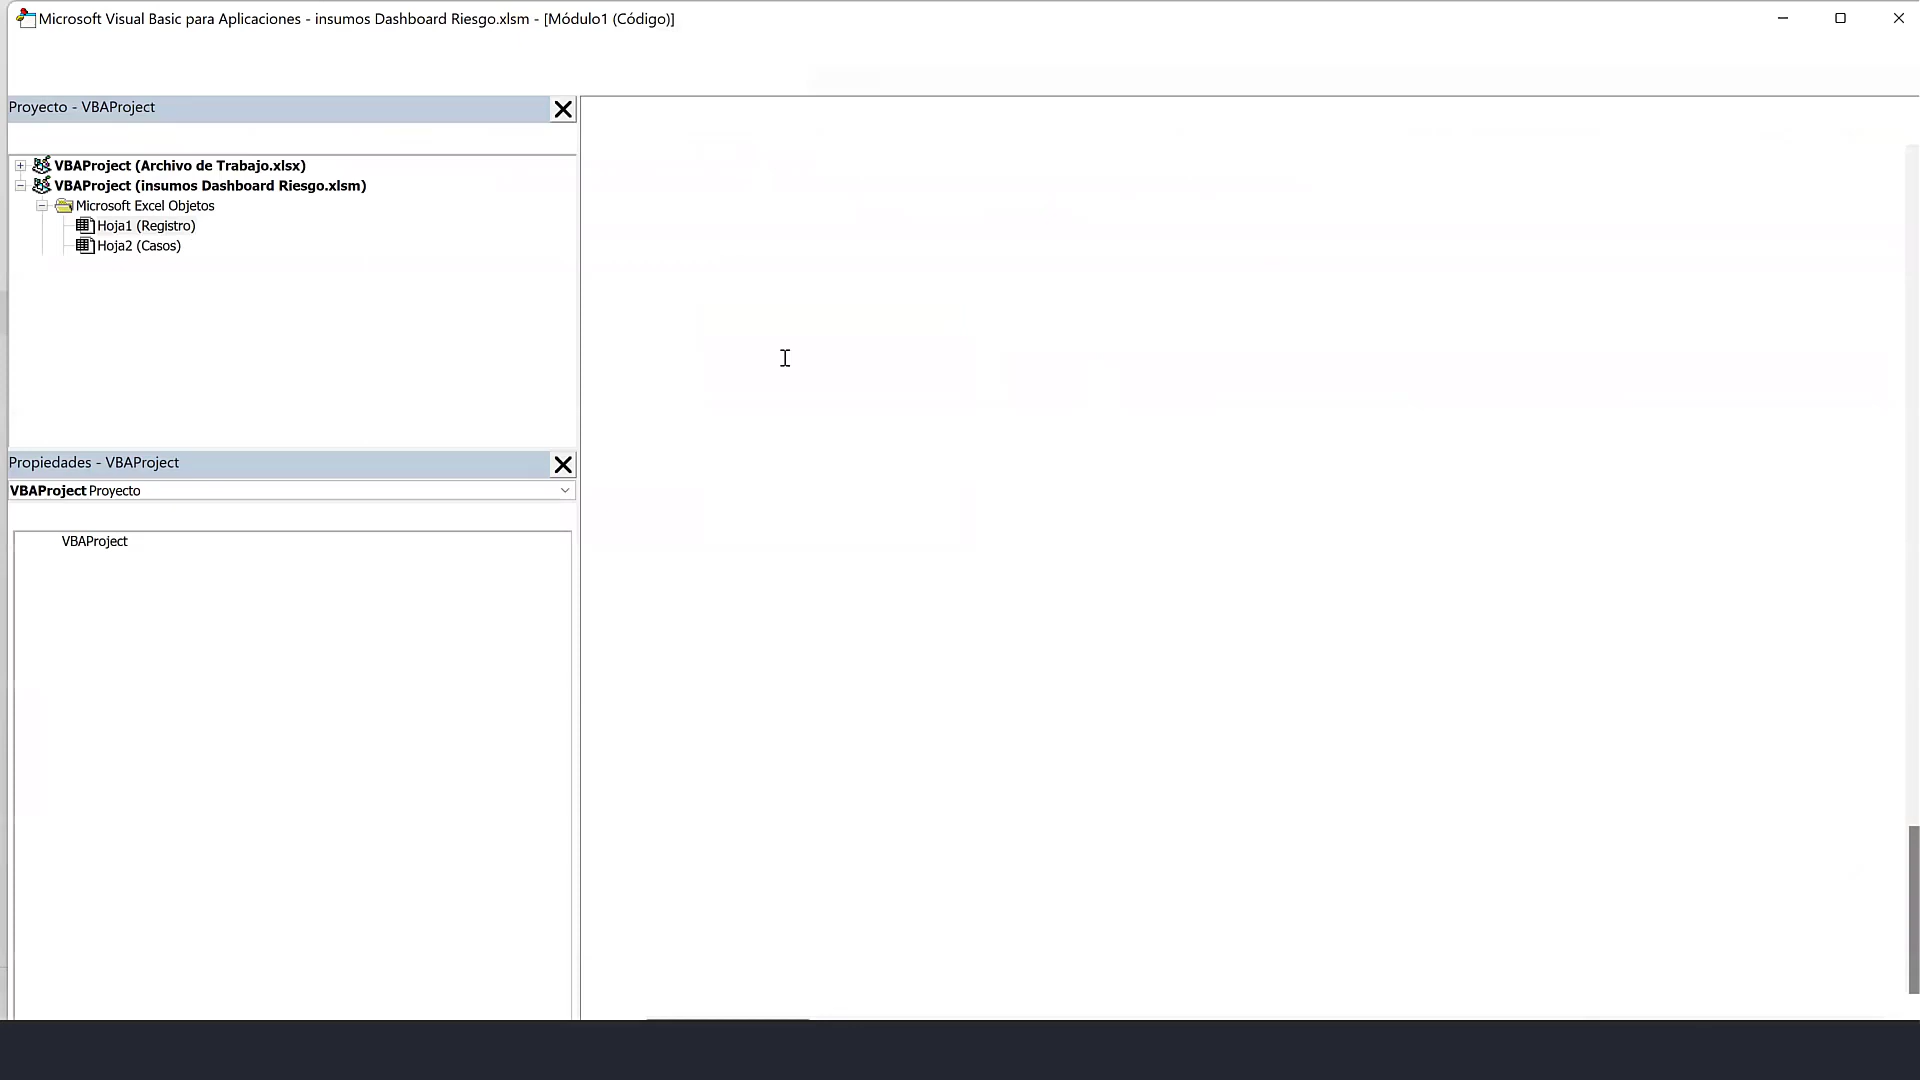 Microsoft Visual Basic para Aplicaciones - insumos Dashboard Riesgo.xlsm - [Módulo1 (Código)]
Proyecto - VBAProject
VBAProject (Archivo de Trabajo.xlsx)
VBAProject (insumos Dashboard Riesgo.xlsm)
Microsoft Excel Objetos
Hoja1 (Registro)
Hoja2 (Casos)
Propiedades - VBAProject
VBAProject Proyecto
VBAProject